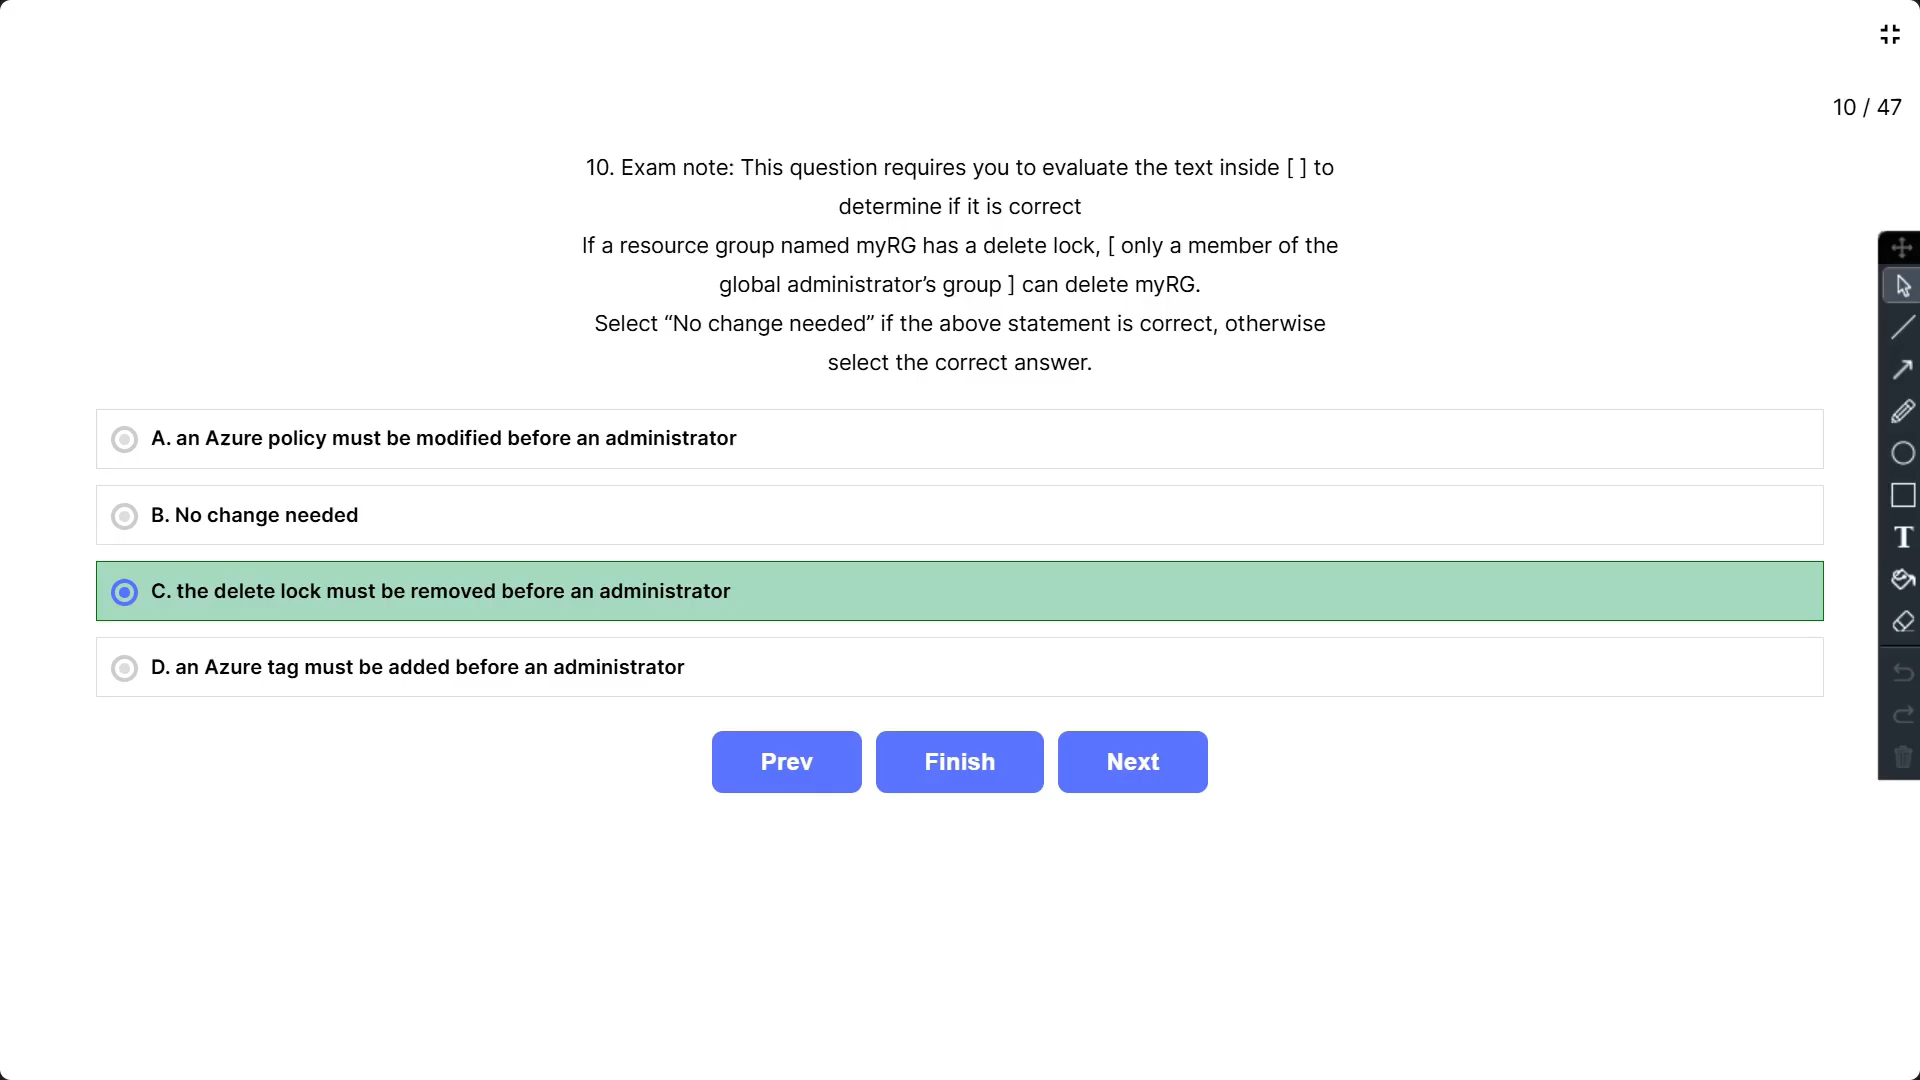 10 / 47
10. Exam note: This question requires you to evaluate the text inside [ ] to
determine if it is correct
If a resource group named myRG has a delete lock, [ only a member of the
global administrator’s group ] can delete myRG.
Select “No change needed” if the above statement is correct, otherwise
select the correct answer.
A. an Azure policy must be modified before an administrator
B. No change needed
C. the delete lock must be removed before an administrator
D. an Azure tag must be added before an administrator
Prev Finish Next
T